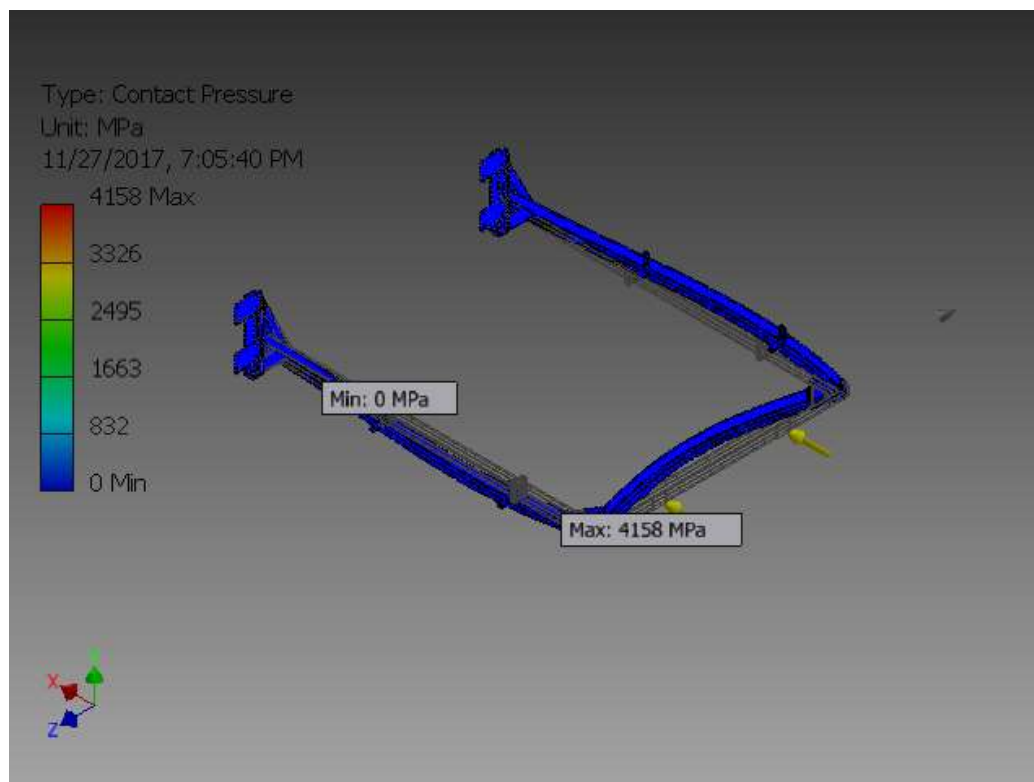 Type: Contact Pressure
Unit: MPa
11/27/2017, 7:05:40 PM
4158 Max
3326
2495
1663
832
0 Min
Min: 0 MPa
Max: 4158 MPa
X
Z